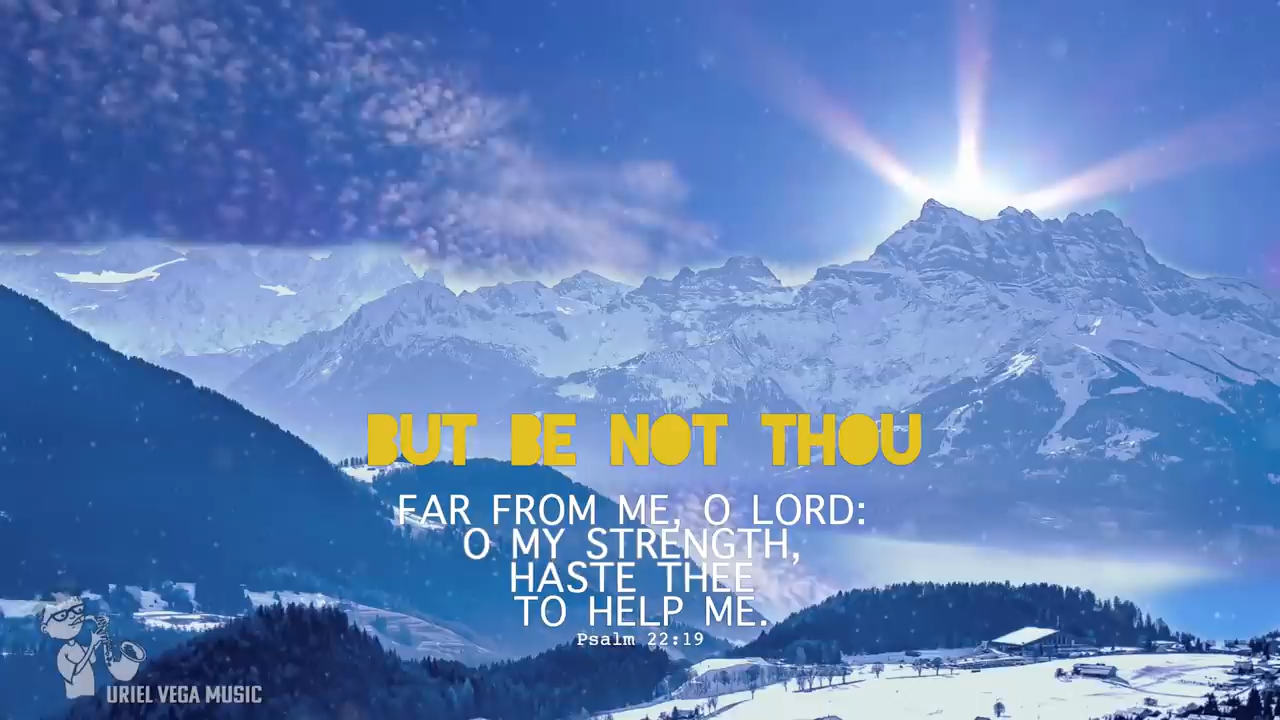 BUT BE NOT THOU
FAR FROM ME, O LORD:
O MY STRENGTH,
HASTE THEE
TO HELP ME.
Psalm 22:19
URIEL VEGA MUSIC